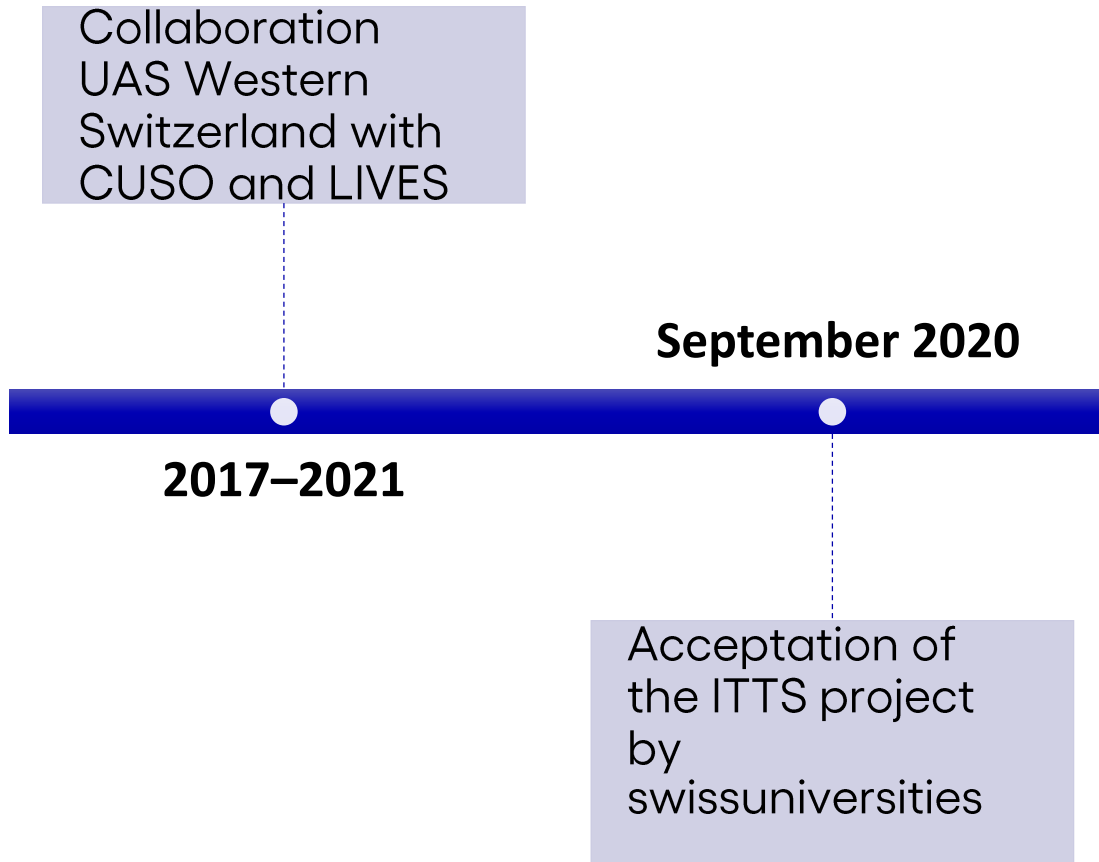 Collaboration
UAS Western
Switzerland with
CUSO and LIVES
September 2020
2017–2021
Acceptation of
the ITTS project
by
swissuniversities